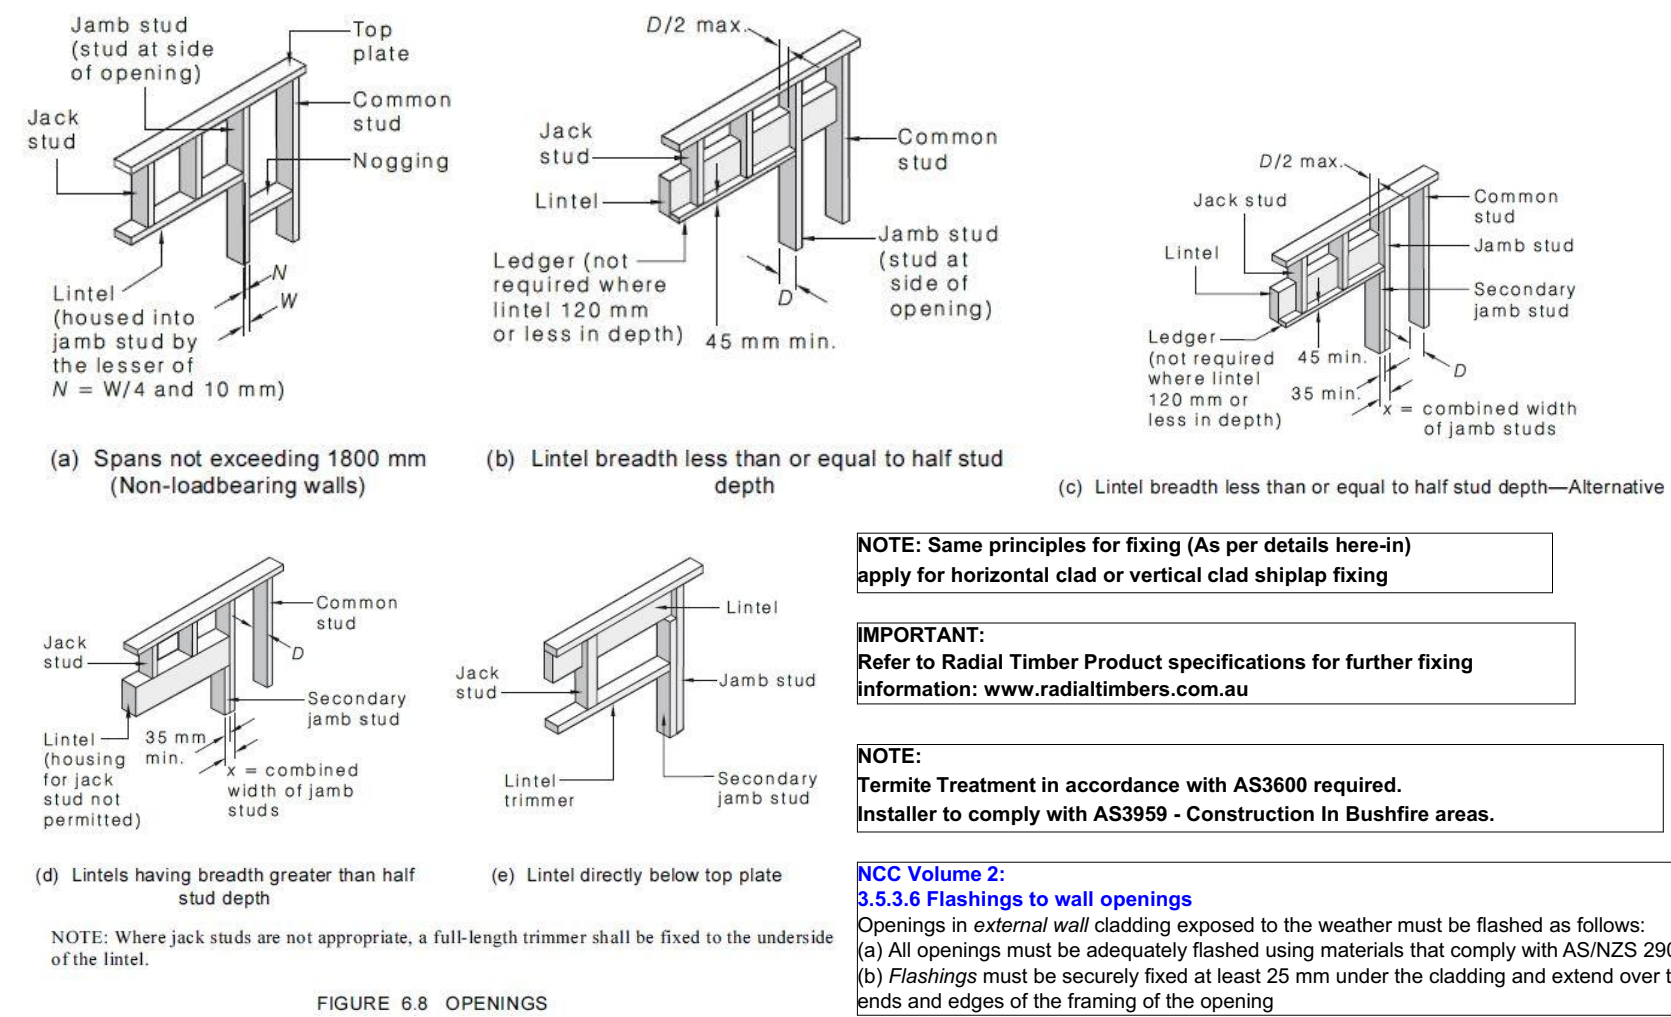 Jamb stud
(stud at side
of opening)
Top
plate
Common
stud
Jack
stud
Nogging
N
W
Lintel
(housed into
jamb stud by
the lesser of
N = W/4 and 10 mm)
(a) Spans not exceeding 1800 mm
(Non-loadbearing walls)
D/2 max.
Jack
stud
Common
stud
Lintel
Jamb stud
(stud at
side of
opening)
Ledger (not
required where
lintel 120 mm
or less in depth)
D
45 mm min.
(b) Lintel breadth less than or equal to half stud
depth
D/2 max.
Jack stud
Common
stud
Lintel
Jamb stud
Secondary
jamb stud
Ledger
(not required
where lintel
120 mm or
less in depth)
45 min.
35 min.
D
x = combined width
of jamb studs
(c) Lintel breadth less than or equal to half stud depth—Alternative
Common
stud
Jack
stud
D
Secondary
jamb stud
Lintel
(housing
for jack
stud not
permitted)
35 mm
min.
x = combined
width of jamb
studs
(d) Lintels having breadth greater than half
stud depth
Lintel
Jack
stud
Jamb stud
Lintel
trimmer
Secondary
jamb stud
(e) Lintel directly below top plate
NOTE: Where jack studs are not appropriate, a full-length trimmer shall be fixed to the underside
of the lintel.
FIGURE 6.8 OPENINGS
NOTE: Same principles for fixing (As per details here-in)
apply for horizontal clad or vertical clad shiplap fixing
IMPORTANT:
Refer to Radial Timber Product specifications for further fixing
information: www.radialtimbers.com.au
NOTE:
Termite Treatment in accordance with AS3600 required.
Installer to comply with AS3959 - Construction In Bushfire areas.
NCC Volume 2:
3.5.3.6 Flashings to wall openings
Openings in external wall cladding exposed to the weather must be flashed as follows:
(a) All openings must be adequately flashed using materials that comply with AS/NZS
(b) Flashings must be securely fixed at least 25 mm under the cladding and extend over
ends and edges of the framing of the opening